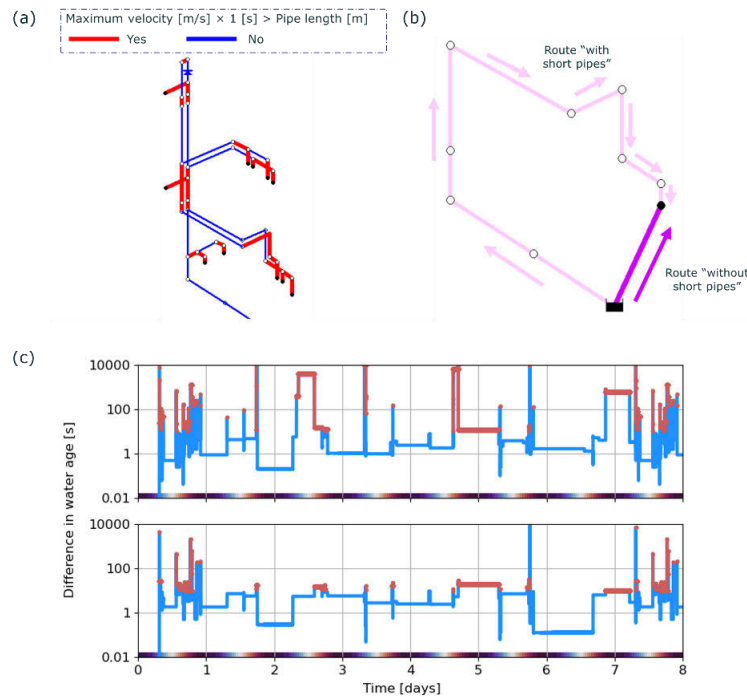 (a)
Maximum velocity [m/s] × 1 [s] > Pipe length [m]
Yes
No
(b)
Route “with
short pipes”
Route “without
short pipes”
(c)
Difference in water age [s]
10000
100
1
0.01
10000
100
1
0.01
0
1
2
3
4
5
6
7
8
Time [days]